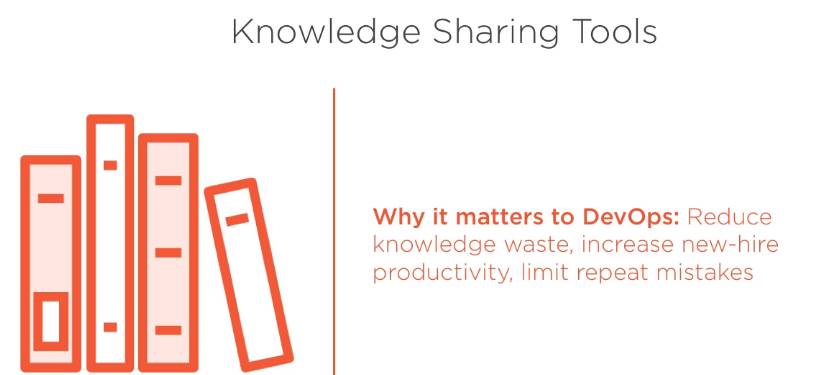 Knowledge Sharing Tools
Why it matters to DevOps: Reduce
knowledge waste, increase new-hire
productivity, limit repeat mistakes